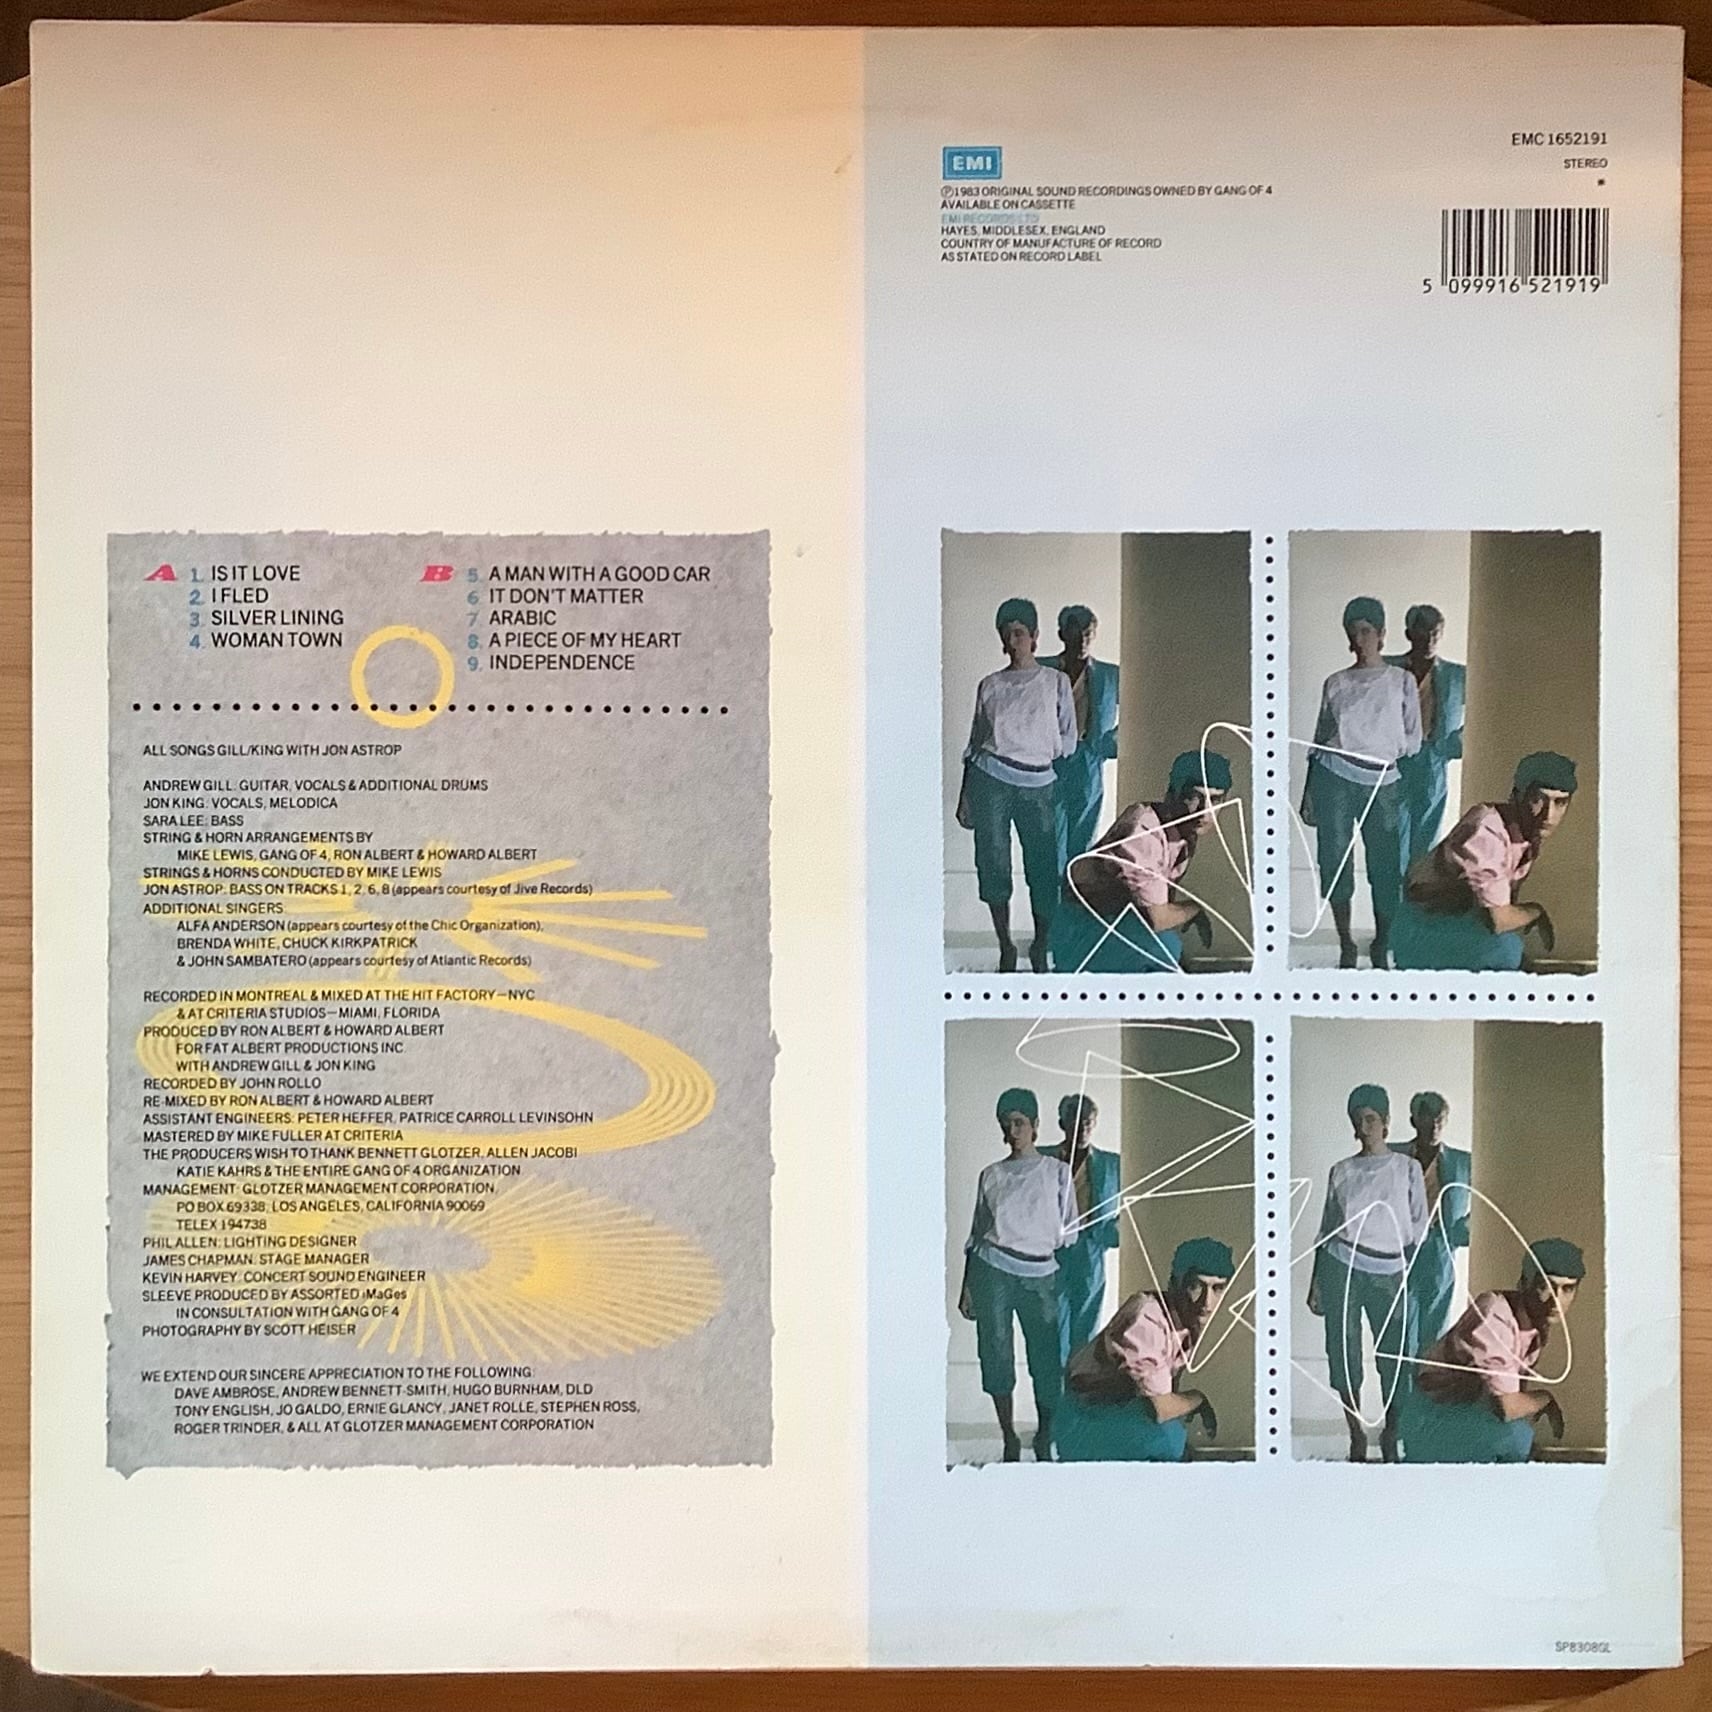 A 1. IS IT LOVE
2. I FLED
3. SILVER LINING
4. WOMAN TOWN
B 5. A MAN WITH A GOOD CAR
6. IT DON'T MATTER
7. ARABIC
8. A PIECE OF MY HEART
9. INDEPENDENCE
ALL SONGS GILL/KING WITH JON ASTROP
ANDREW GILL: GUITAR, VOCALS & ADDITIONAL DRUMS
JON KING: VOCALS, MELODICA
SARA LEE: BASS
STRING & HORN ARRANGEMENTS BY
MIKE LEWIS, GANG OF 4, RON ALBERT & HOWARD ALBERT
STRINGS & HORNS CONDUCTED BY MIKE LEWIS
JON ASTROP: BASS ON TRACKS 1, 2, 6, 8 (appears courtesy of Jive Records)
ADDITIONAL SINGERS:
ALFA ANDERSON (appears courtesy of the Chic Organization),
BRENDA WHITE, CHUCK KIRKPATRICK
& JOHN SAMBATERO (appears courtesy of Atlantic Records)
RECORDED IN MONTREAL & MIXED AT THE HIT FACTORY—NYC
& AT CRITERIA STUDIOS—MIAMI, FLORIDA
PRODUCED BY RON ALBERT & HOWARD ALBERT
FOR FAT ALBERT PRODUCTIONS INC.
WITH ANDREW GILL & JON KING
RECORDED BY JOHN ROLLO
RE-MIXED BY RON ALBERT & HOWARD ALBERT
ASSISTANT ENGINEERS: PETER HEFFER, PATRICE CARROLL LEVINSOHN
MASTERED BY MIKE FULLER AT CRITERIA
THE PRODUCERS WISH TO THANK BENNETT GLOTZER, ALLEN JACOBI
KATIE KAHRS & THE ENTIRE GANG OF 4 ORGANIZATION
MANAGEMENT: GLOTZER MANAGEMENT CORPORATION,
PO BOX 69338, LOS ANGELES, CALIFORNIA 90069
TELEX 194738
PHIL ALLEN: LIGHTING DESIGNER
JAMES CHAPMAN: STAGE MANAGER
KEVIN HARVEY: CONCERT SOUND ENGINEER
SLEEVE PRODUCED BY ASSORTED iMaGes
IN CONSULTATION WITH GANG OF 4
PHOTOGRAPHY BY SCOTT HEISER
WE EXTEND OUR SINCERE APPRECIATION TO THE FOLLOWING:
DAVE AMBROSE, ANDREW BENNETT-SMITH, HUGO BURNHAM, DLD
TONY ENGLISH, JO GALDO, ERNIE GLANCY, JANET ROLLE, STEPHEN ROSS,
ROGER TRINDER, & ALL AT GLOTZER MANAGEMENT CORPORATION
EMI
℗ 1983 ORIGINAL SOUND RECORDINGS OWNED BY GANG OF 4
AVAILABLE ON CASSETTE
EMI RECORDS LTD
HAYES, MIDDLESEX, ENGLAND
COUNTRY OF MANUFACTURE OF RECORD
AS STATED ON RECORD LABEL
EMC 1652191
STEREO
*
5 099916 521919
SP8308GL